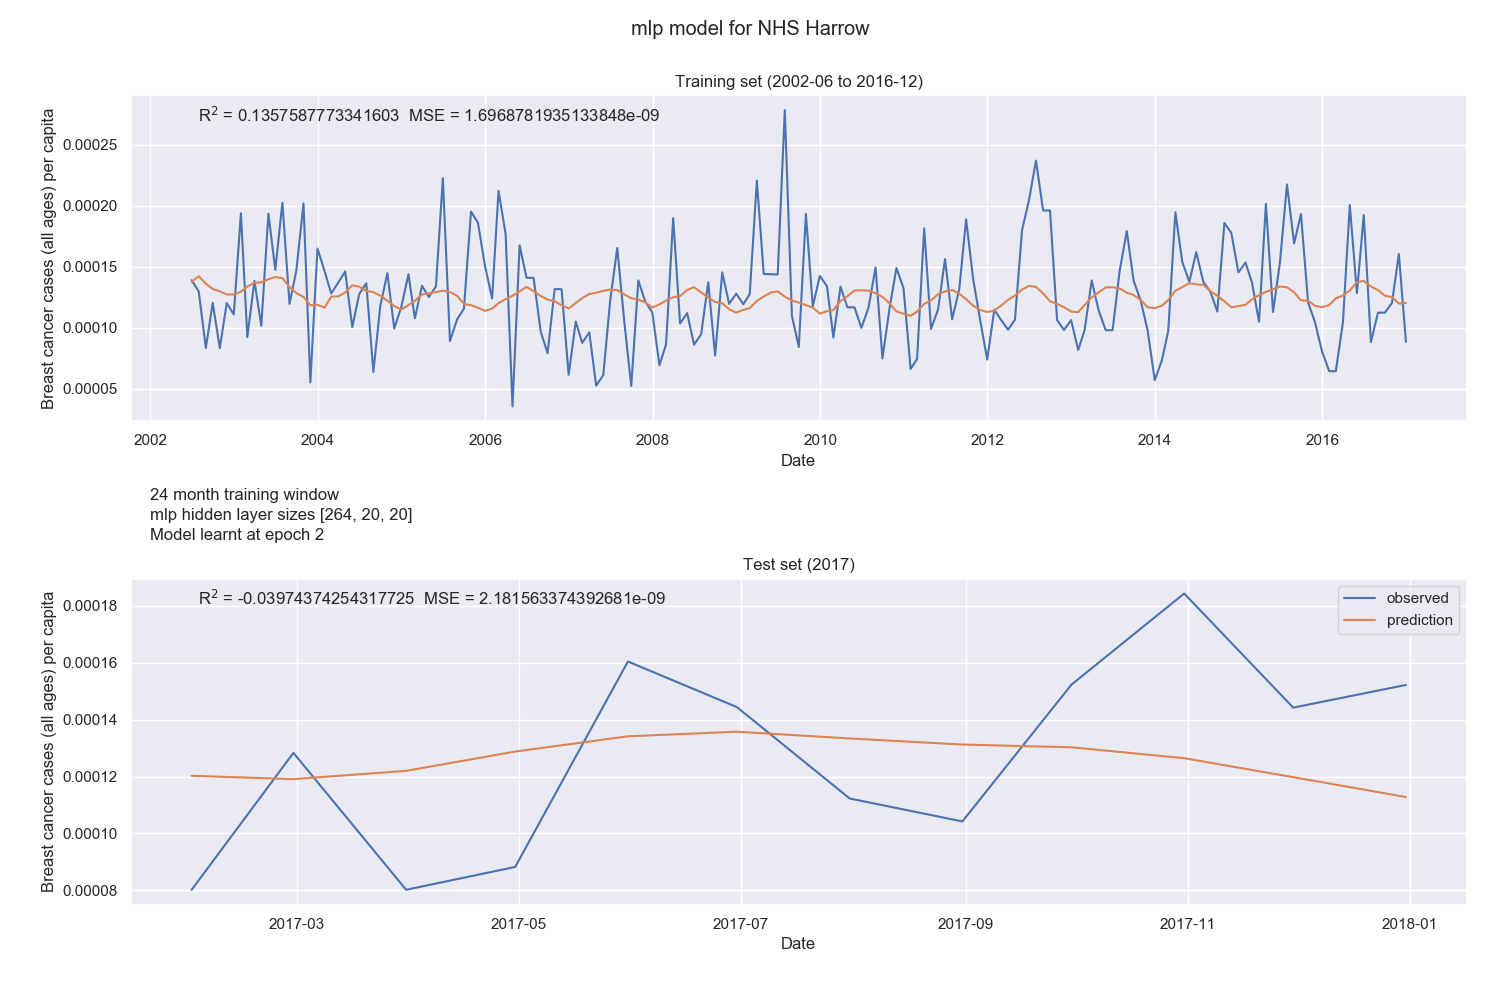 mlp model for NHS Harrow
Training set (2002-06 to 2016-12)
R² = 0.1357587773341603 MSE = 1.6968781935133848e-09
Breast cancer cases (all ages) per capita
0.00025
0.00020
0.00015
0.00010
0.00005
2002 2004 2006 2008 2010 2012 2014 2016
Date
24 month training window
mlp hidden layer sizes [264, 20, 20]
Model learnt at epoch 2
Test set (2017)
R² = -0.03974374254317725 MSE = 2.181563374392681e-09
observed
prediction
Breast cancer cases (all ages) per capita
0.00018
0.00016
0.00014
0.00012
0.00010
0.00008
2017-03 2017-05 2017-07 2017-09 2017-11 2018-01
Date